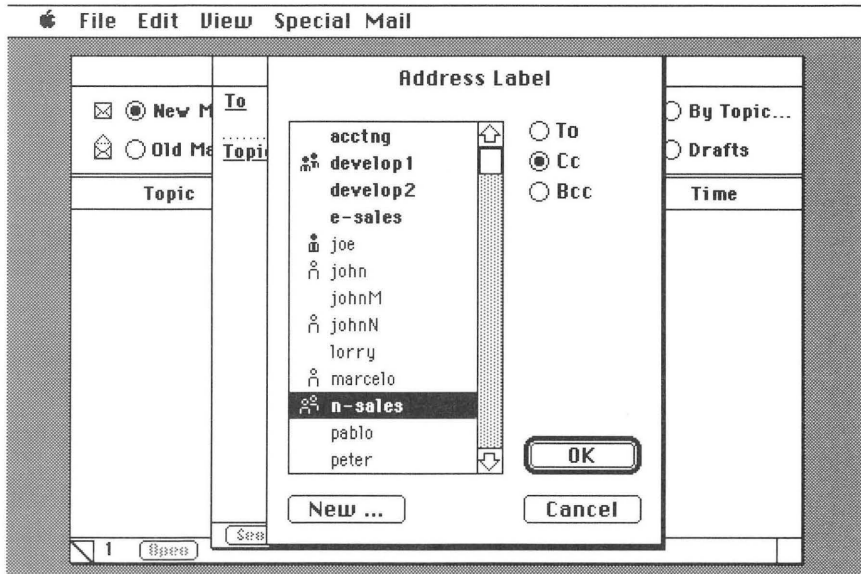 File Edit View Special Mail
Address Label
New M
To
By Topic...
Old Ma
Topi
Drafts
Topic
Time
acctng
develop1
develop2
e-sales
joe
john
johnM
johnN
lorry
marcelo
n-sales
pablo
peter
To
Cc
Bcc
OK
New ...
Cancel
1
Open